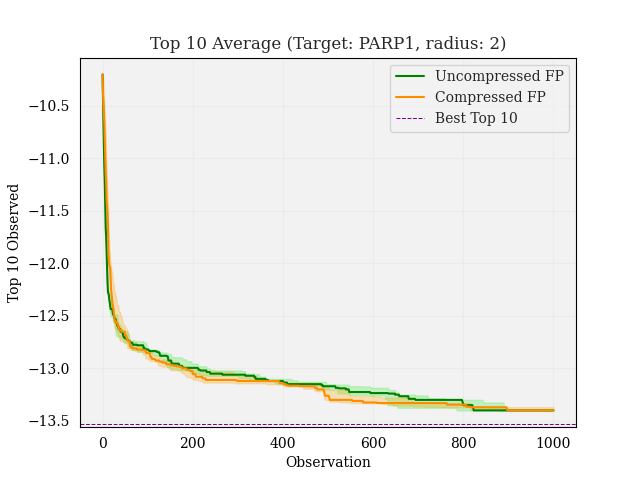 Top 10 Average (Target: PARP1, radius: 2)
Uncompressed FP
Compressed FP
Best Top 10
Top 10 Observed
−10.5
−11.0
−11.5
−12.0
−12.5
−13.0
−13.5
0 200 400 600 800 1000
Observation